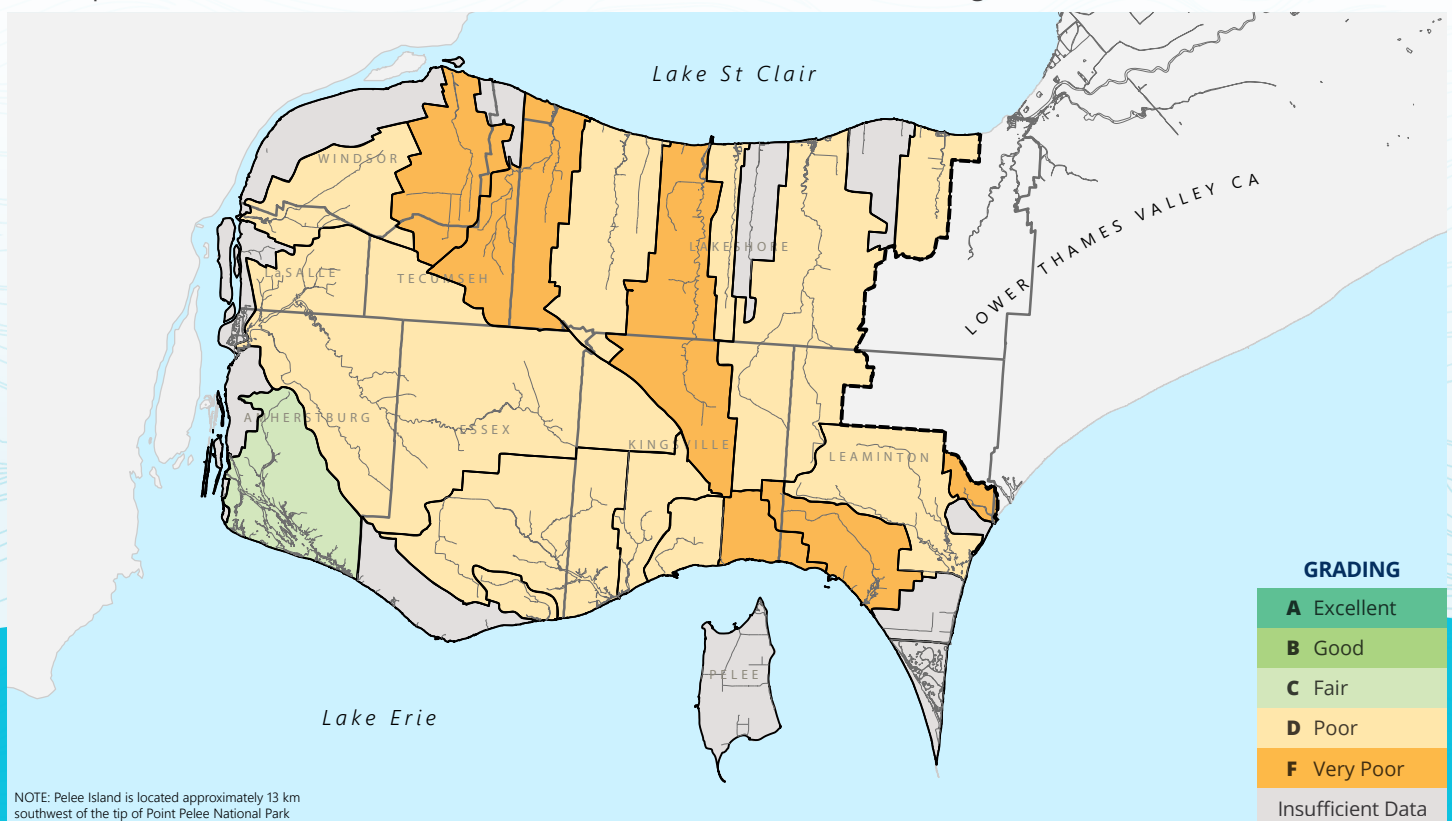 Lake St Clair
WINDSOR
LAKESHORE
LaSALLE
TECUMSEH
LOWER THAMES VALLEY CA
AMHERSTBURG
ESSEX
KINGSVILLE
LEAMINTON
PELEE
Lake Erie
GRADING
A Excellent
B Good
C Fair
D Poor
F Very Poor
Insufficient Data
NOTE: Pelee Island is located approximately 13 km
southwest of the tip of Point Pelee National Park